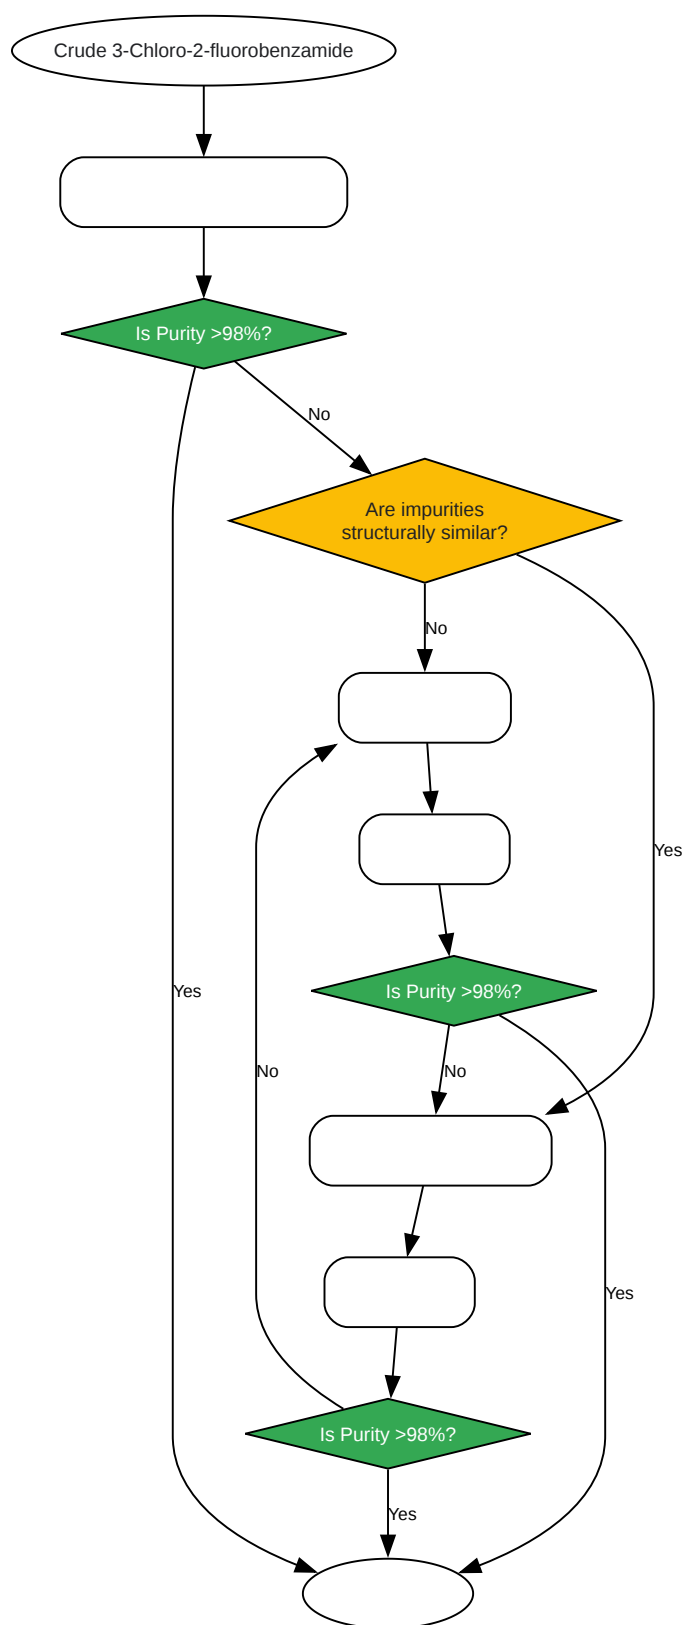 Crude 3-Chloro-2-fluorobenzamide
Is Purity >98%?
No
Are impurities
structurally similar?
No
Yes
Is Purity >98%?
Yes
No
No
Yes
Is Purity >98%?
Yes